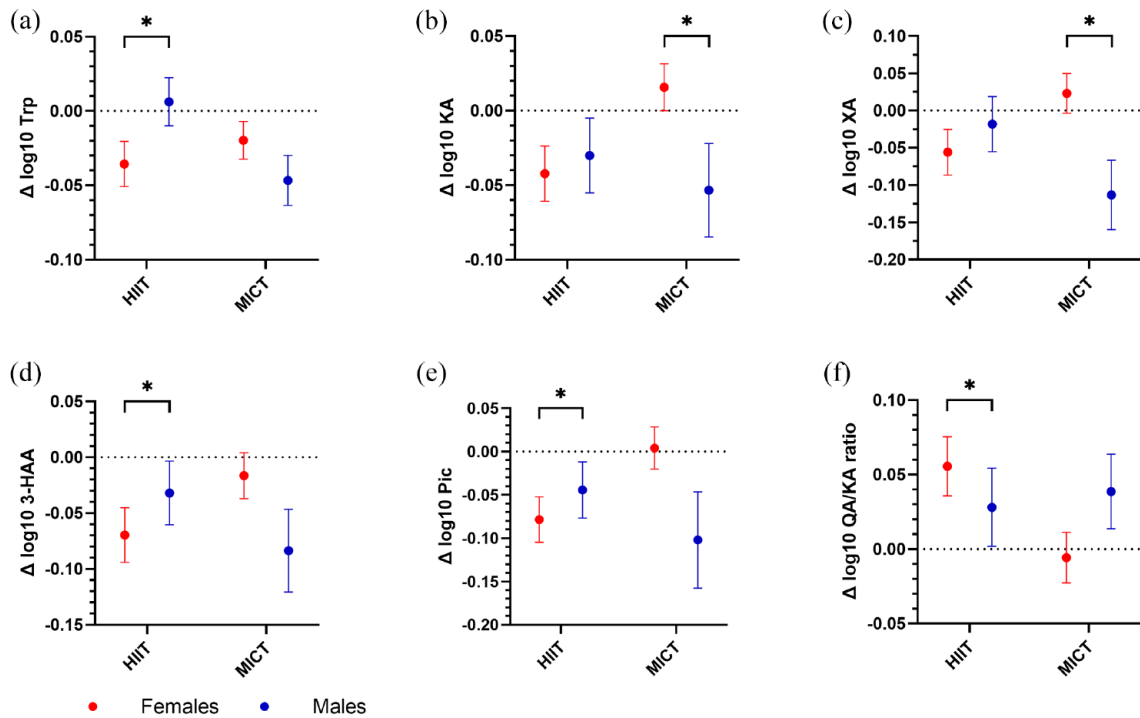 (a)
*
0.05
0.00
-0.05
-0.10
Δ log10 Trp
HIIT
MICT
(b)
*
0.05
0.00
-0.05
-0.10
Δ log10 KA
HIIT
MICT
(c)
*
0.10
0.05
0.00
-0.05
-0.10
-0.15
-0.20
Δ log10 XA
HIIT
MICT
(d)
*
0.05
0.00
-0.05
-0.10
-0.15
Δ log10 3-HAA
HIIT
MICT
(e)
*
0.05
0.00
-0.05
-0.10
-0.15
-0.20
Δ log10 Pic
HIIT
MICT
(f)
*
0.10
0.05
0.00
-0.05
Δ log10 QA/KA ratio
HIIT
MICT
Females Males